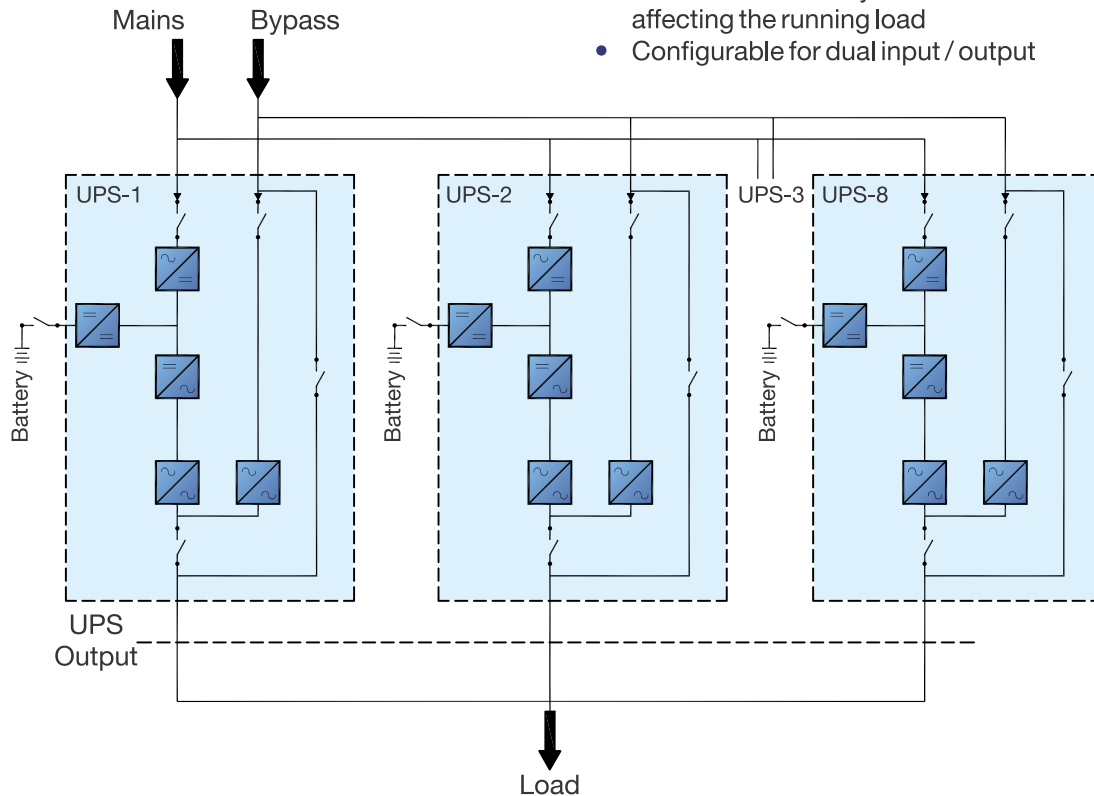 affecting the running load
• Configurable for dual input / output
Mains
Bypass
UPS-1
UPS-2
UPS-3
UPS-8
Battery
Battery
Battery
UPS
Output
Load